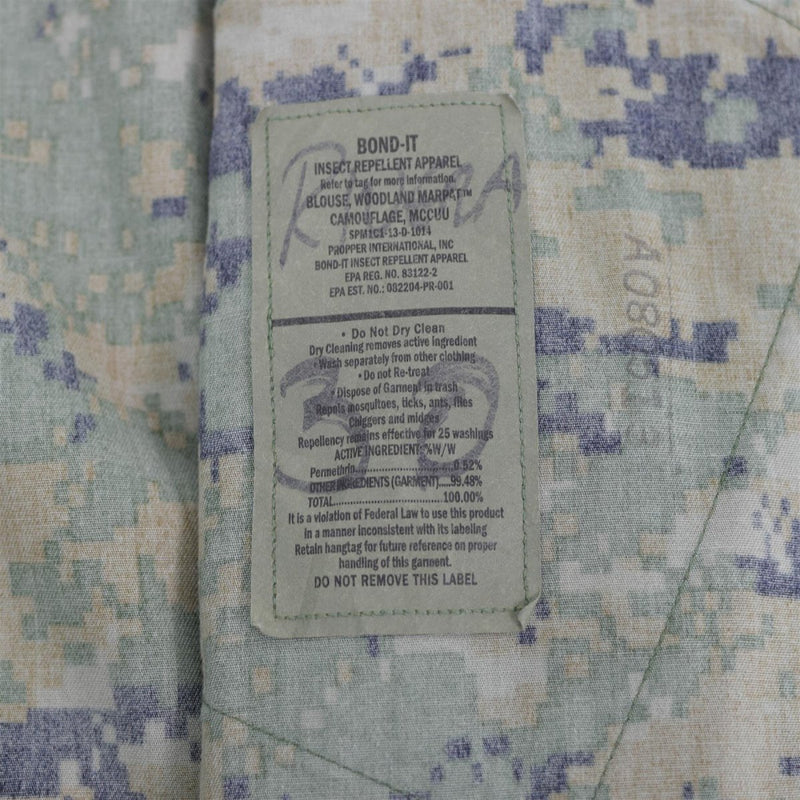 BOND-IT
INSECT REPELLENT APPAREL
Refer to tag for more information.
BLOUSE, WOODLAND MARPAT™
CAMOUFLAGE, MCCUU
SPM1C1-13-D-1014
PROPPER INTERNATIONAL, INC
BOND-IT INSECT REPELLENT APPAREL
EPA REG. NO. 83122-2
EPA EST. NO.: 082204-PR-001
• Do Not Dry Clean
Dry Cleaning removes active ingredient
• Wash separately from other clothing
• Do not Re-treat
• Dispose of Garment in trash
Repels mosquitoes, ticks, ants, flies
Chiggers and midges
Repellency remains effective for 25 washings
ACTIVE INGREDIENT: %W/W
Permethrin..........................0.52%
OTHER INGREDIENTS (GARMENT).....99.48%
TOTAL..........................100.00%
It is a violation of Federal Law to use this product
in a manner inconsistent with its labeling
Retain hangtag for future reference on proper
handling of this garment.
DO NOT REMOVE THIS LABEL